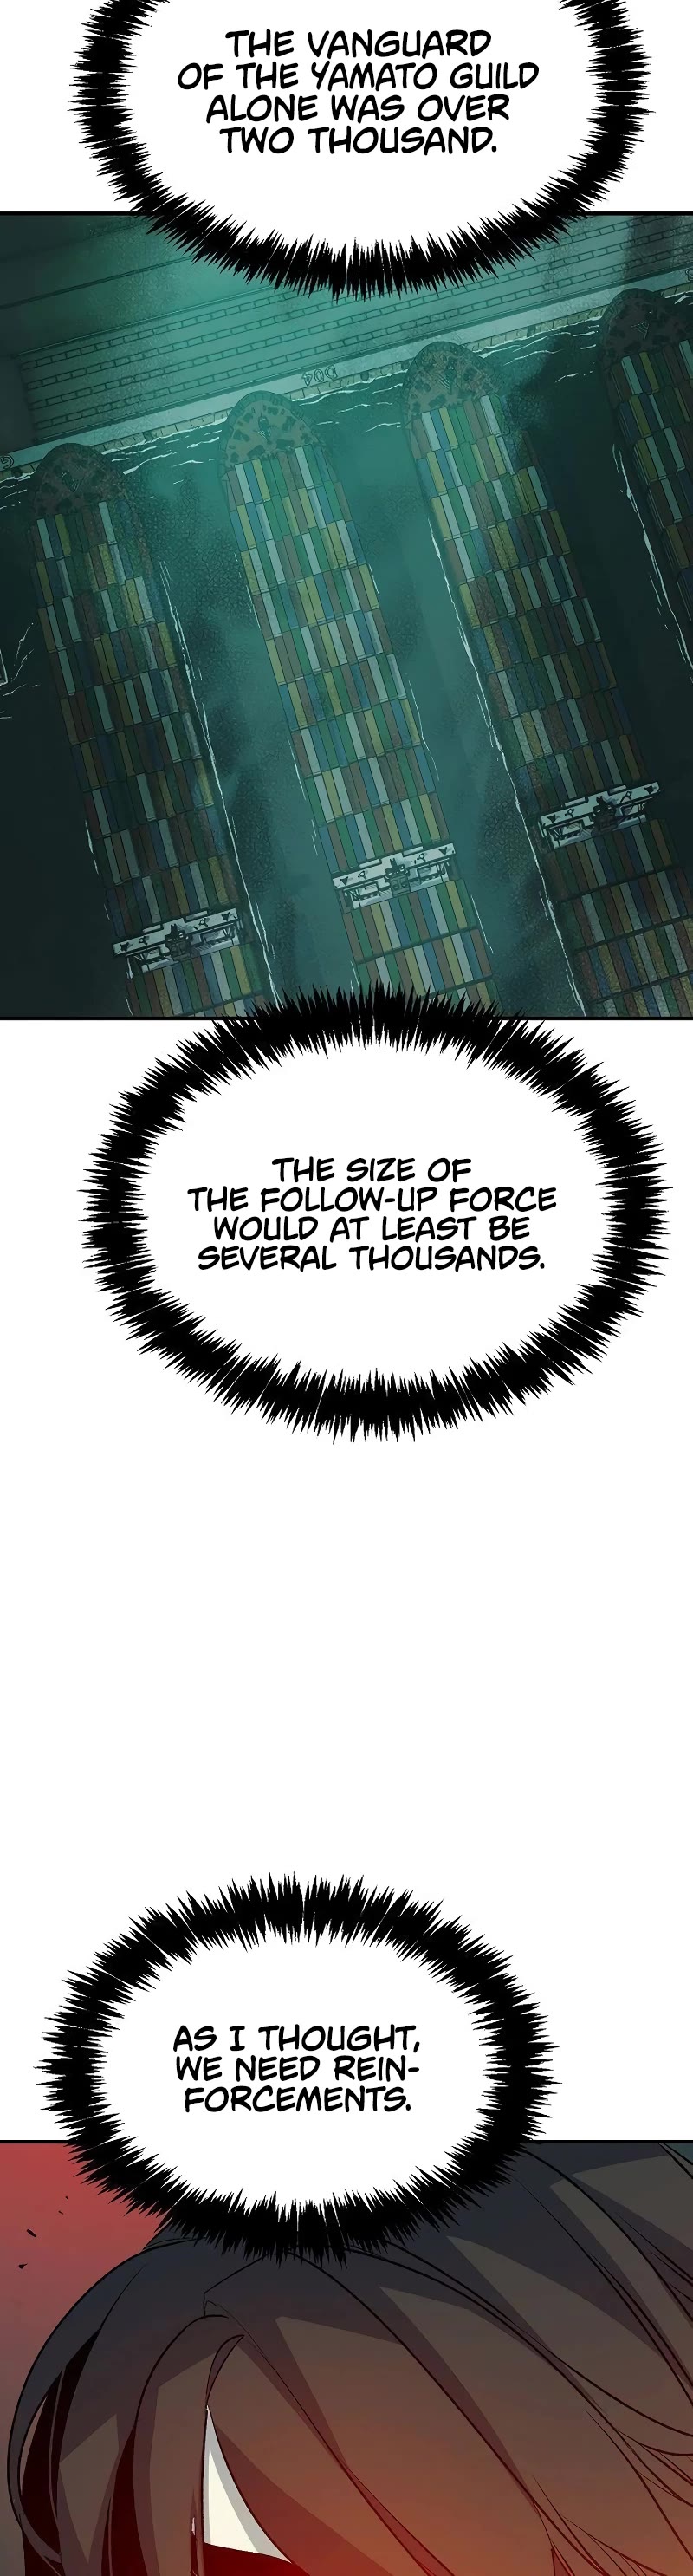 THE VANGUARD
OF THE YAMATO GUILD
ALONE WAS OVER
TWO THOUSAND.
D04
THE SIZE OF
THE FOLLOW-UP FORCE
WOULD AT LEAST BE
SEVERAL THOUSANDS.
AS I THOUGHT,
WE NEED REIN-
FORCEMENTS.